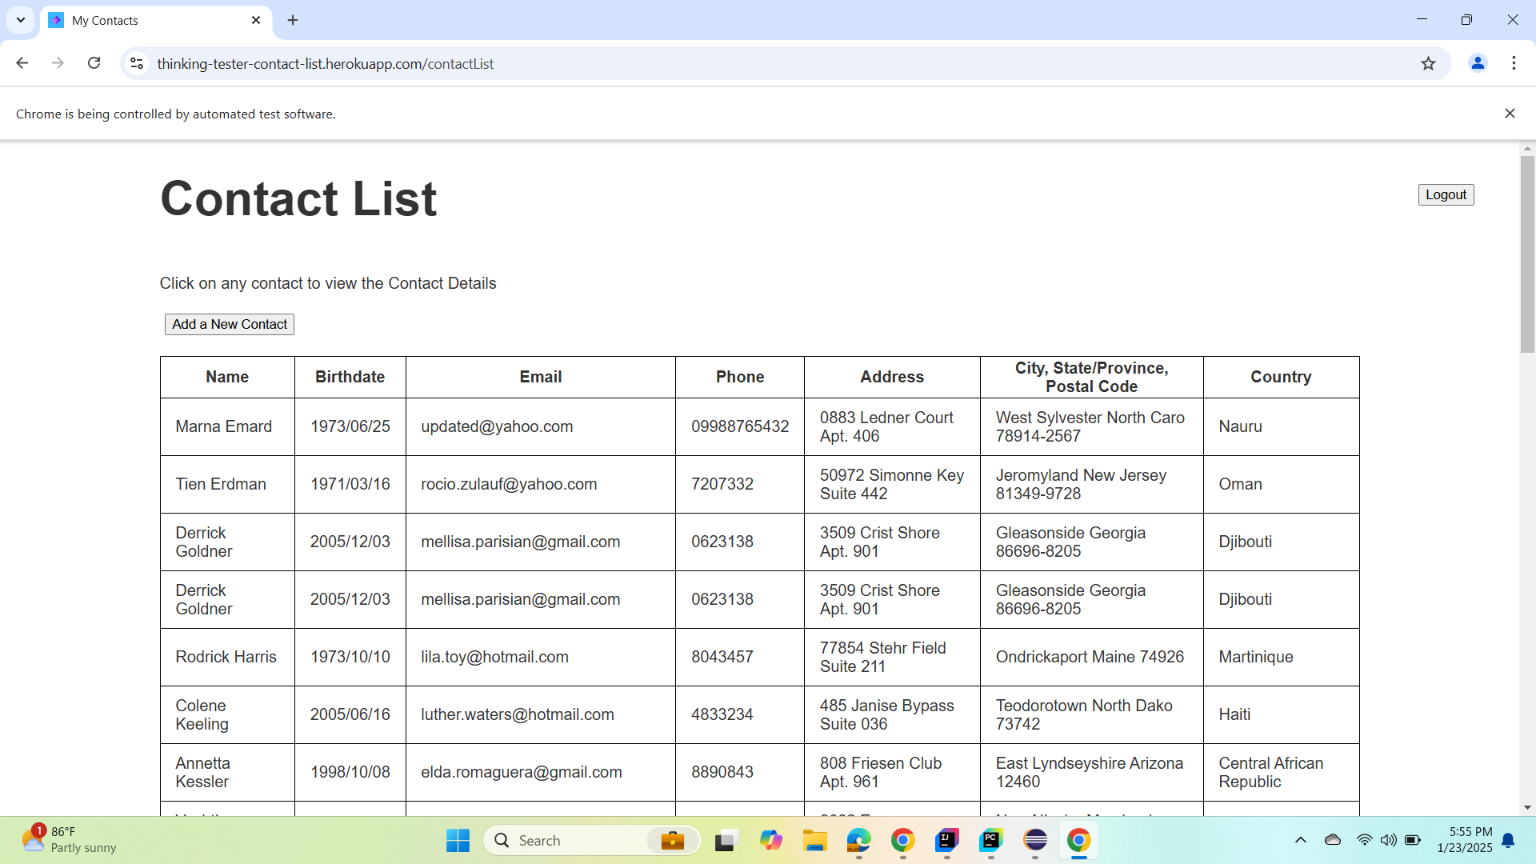 My Contacts
thinking-tester-contact-list.herokuapp.com/contactList
Chrome is being controlled by automated test software.
Contact List
Logout
Click on any contact to view the Contact Details
Add a New Contact
Name Birthdate Email Phone Address City, State/Province, Postal Code Country
Marna Emard 1973/06/25 updated@yahoo.com 09988765432 0883 Ledner Court Apt. 406 West Sylvester North Caro 78914-2567 Nauru
Tien Erdman 1971/03/16 rocio.zulauf@yahoo.com 7207332 50972 Simonne Key Suite 442 Jeromyland New Jersey 81349-9728 Oman
Derrick Goldner 2005/12/03 mellisa.parisian@gmail.com 0623138 3509 Crist Shore Apt. 901 Gleasonside Georgia 86696-8205 Djibouti
Derrick Goldner 2005/12/03 mellisa.parisian@gmail.com 0623138 3509 Crist Shore Apt. 901 Gleasonside Georgia 86696-8205 Djibouti
Rodrick Harris 1973/10/10 lila.toy@hotmail.com 8043457 77854 Stehr Field Suite 211 Ondrickaport Maine 74926 Martinique
Colene Keeling 2005/06/16 luther.waters@hotmail.com 4833234 485 Janise Bypass Suite 036 Teodorotown North Dako 73742 Haiti
Annetta Kessler 1998/10/08 elda.romaguera@gmail.com 8890843 808 Friesen Club Apt. 961 East Lyndseyshire Arizona 12460 Central African Republic
1
86°F
Partly sunny
Search
IJ
PC
5:55 PM
1/23/2025